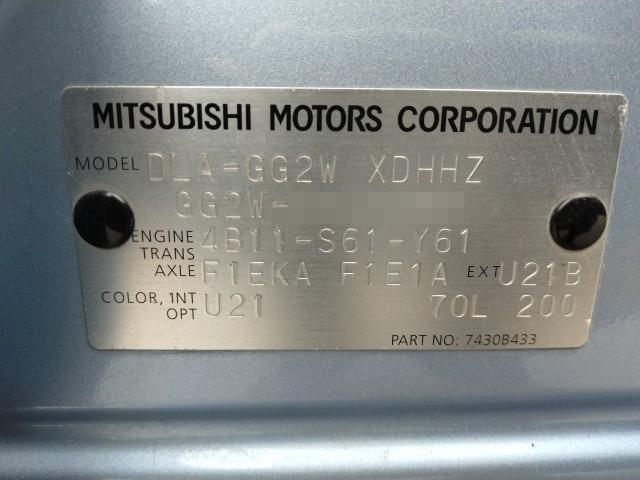 MITSUBISHI MOTORS CORPORATION
MODEL DLA-GG2W XDHHZ
GG2W-
ENGINE 4B11-S61-Y61
TRANS
AXLE F1EKA F1E1A EXT U21B
COLOR, INT U21 70L 200
OPT
PART NO: 7430B433